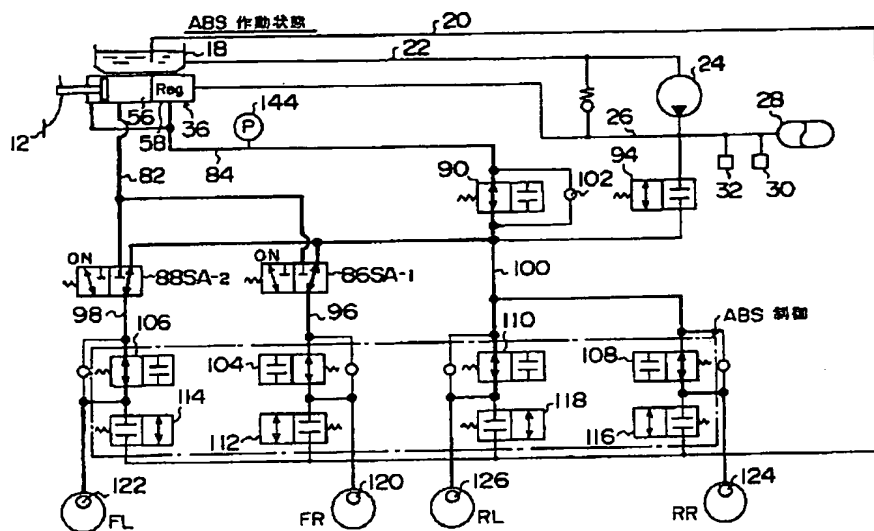 ABS 作動状態
20
18
22
24
Reg
56
36
58
144
P
26
28
12
84
90
94
32
30
102
82
ON
88SA-2
ON
86SA-1
100
98
96
ABS 制御
106
104
110
108
114
112
118
116
122
FL
120
FR
126
RL
124
RR